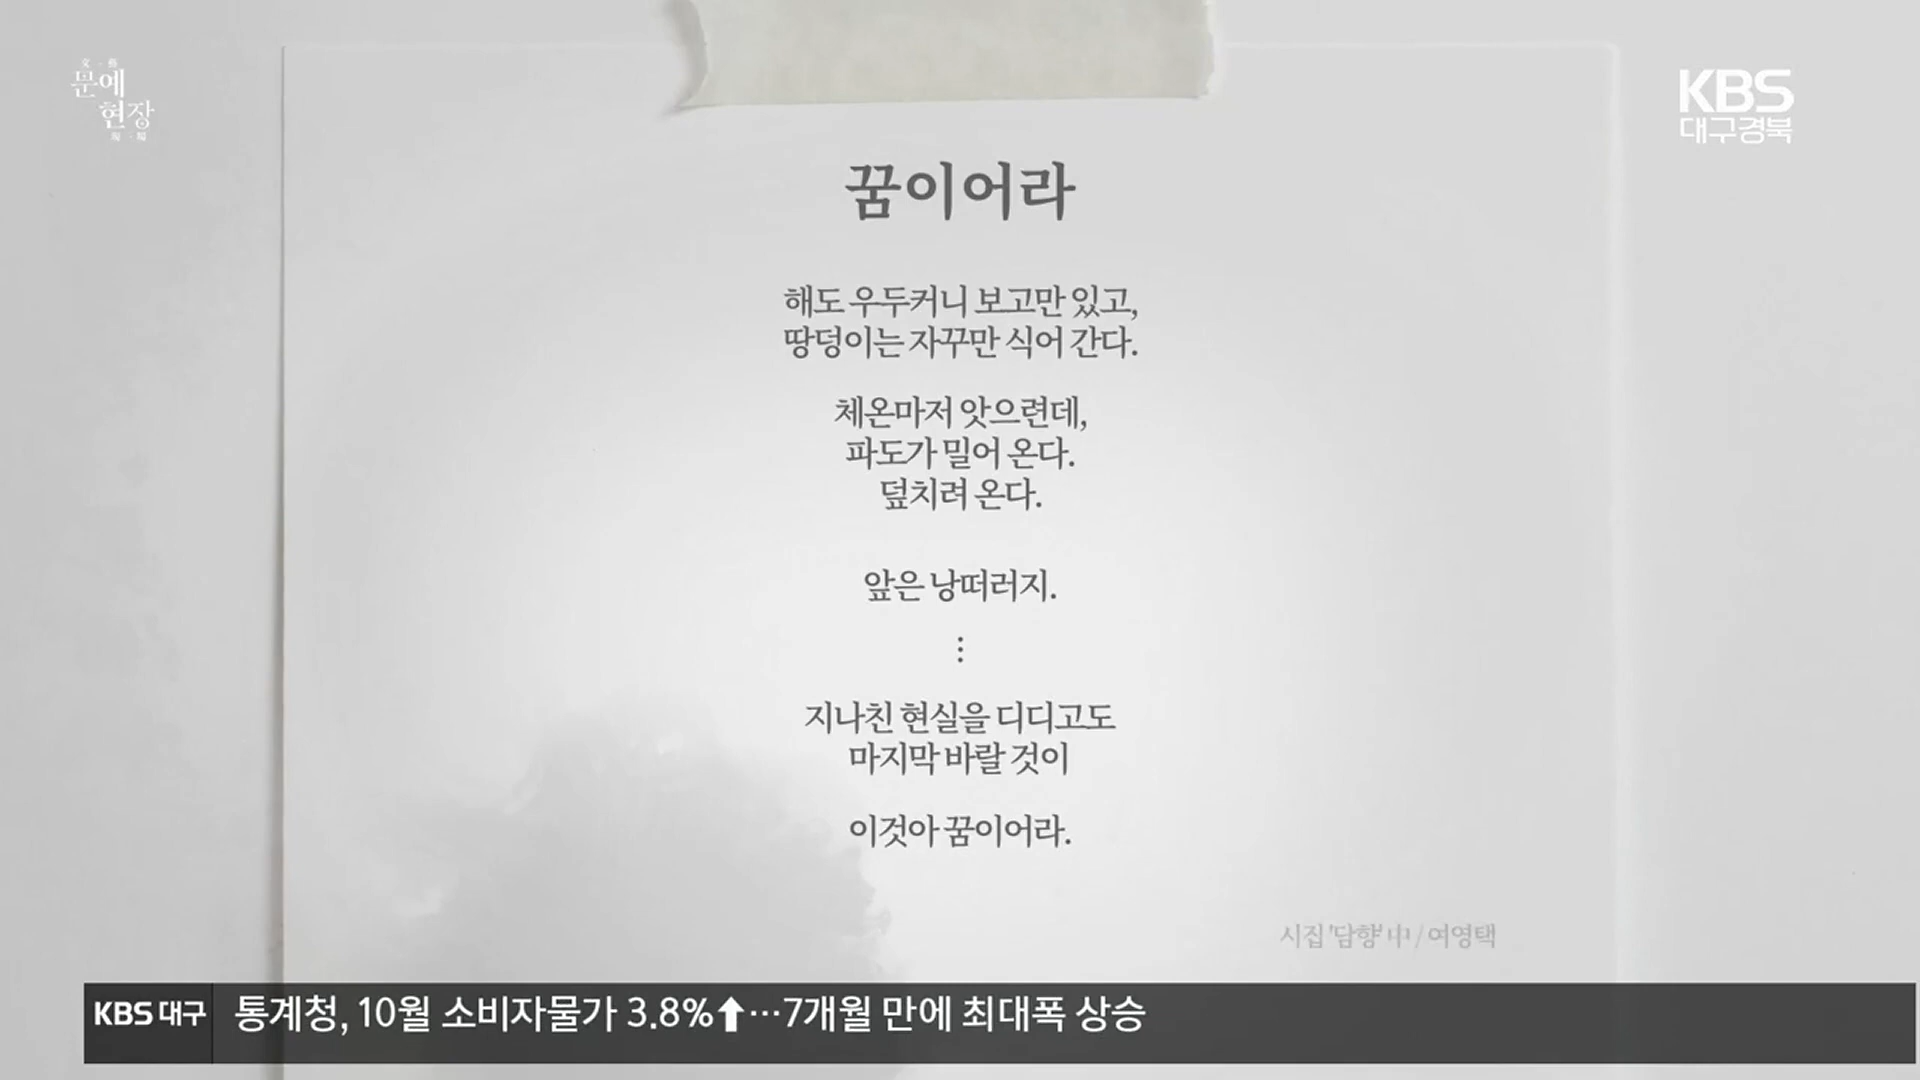 文 藝
문예
현장
現 場
KBS
대구경북
꿈이어라
해도 우두커니 보고만 있고,
땅덩이는 자꾸만 식어 간다.
체온마저 앗으련데,
파도가 밀어 온다.
덮치려 온다.
앞은 낭떠러지.
⋮
지나친 현실을 디디고도
마지막 바랄 것이
이것아 꿈이어라.
시집 '담향' 中 / 여영택
KBS 대구 통계청, 10월 소비자물가 3.8%⬆…7개월 만에 최대폭 상승